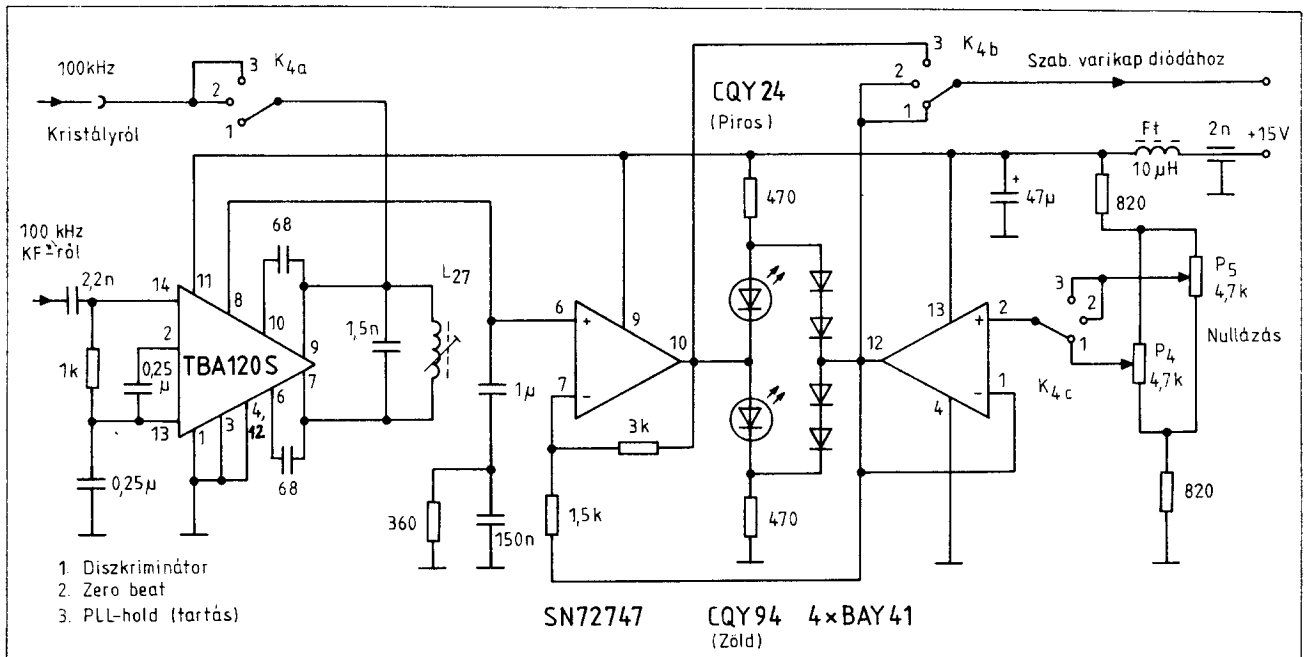 100kHz
Kristályról
3
2
1
K4a
CQY24
(Piros)
3
2
1
K4b
Szab. varikap diódához
Ft
10µH
2n
+15V
470
+
47µ
820
100 kHz
KF-ről
2,2n
14
11
8
68
10
9
7
2
TBA120S
1k
0,25
µ
13
1
3
4,
12
6
68
0,25µ
1,5n
L27
6
+
9
10
7
-
1µ
3k
360
150n
1,5k
470
12
13
+
2
1
-
4
3
2
1
K4c
P5
4,7k
Nullázás
P4
4,7k
820
1. Diszkriminátor
2. Zero beat
3. PLL-hold (tartás)
SN72747
CQY94
(Zöld)
4×BAY41